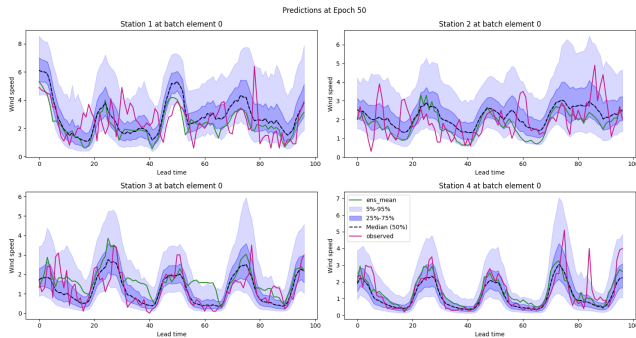 Predictions at Epoch 50
Station 1 at batch element 0
Wind speed
8
6
4
2
0
0 20 40 60 80 100
Lead time
Station 2 at batch element 0
Wind speed
6
5
4
3
2
1
0
0 20 40 60 80 100
Lead time
Station 3 at batch element 0
Wind speed
6
5
4
3
2
1
0
0 20 40 60 80 100
Lead time
Station 4 at batch element 0
Wind speed
7
6
5
4
3
2
1
0
ens_mean
5%-95%
25%-75%
Median (50%)
observed
0 20 40 60 80 100
Lead time